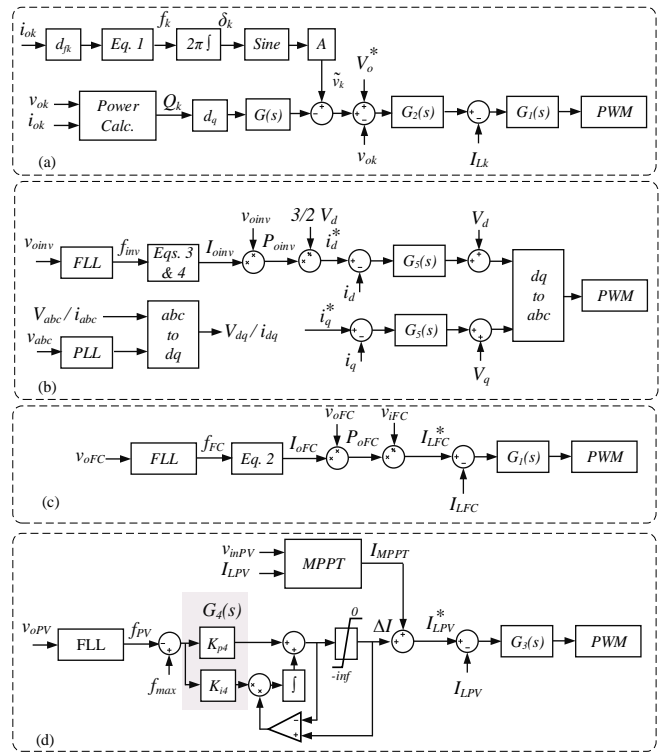 i_ok
f_k
δ_k
d_fk
Eq. 1
2π ∫
Sine
A
V_o*
ṽ_k
v_ok
i_ok
Power
Calc.
Q_k
d_q
G(s)
G_2(s)
G_1(s)
PWM
v_ok
I_Lk
(a)
3/2 V_d
v_oinv
V_d
v_oinv
f_inv
I_oinv
P_oinv
i_d*
FLL
Eqs. 3
& 4
G_5(s)
i_d
dq
to
abc
PWM
V_abc / i_abc
abc
to
dq
V_dq / i_dq
v_abc
PLL
i_q*
G_5(s)
i_q
V_q
(b)
v_oFC
v_iFC
v_oFC
f_FC
I_oFC
P_oFC
I_LFC*
FLL
Eq. 2
G_1(s)
PWM
I_LFC
(c)
v_inPV
I_LPV
MPPT
I_MPPT
G_4(s)
v_oPV
FLL
f_PV
K_p4
0
-inf
ΔI
I_LPV*
G_3(s)
PWM
f_max
K_i4
∫
I_LPV
(d)